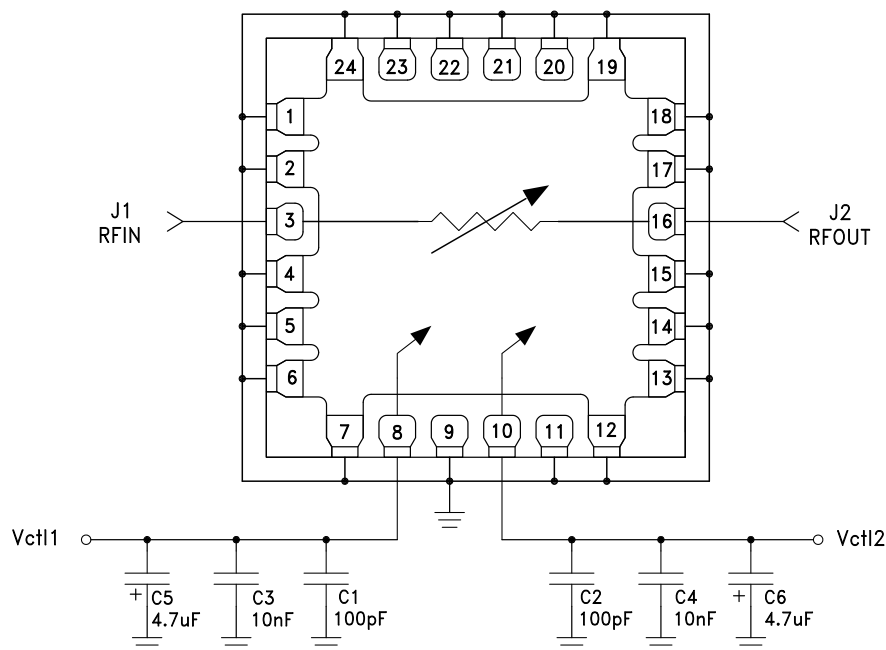 24 23 22 21 20 19
1 18
2 17
J1 3 16 J2
RFIN RFOUT
4 15
5 14
6 13
7 8 9 10 11 12
Vctl1 Vctl2
+ C5 C3 C1 C2 C4 + C6
4.7uF 10nF 100pF 100pF 10nF 4.7uF